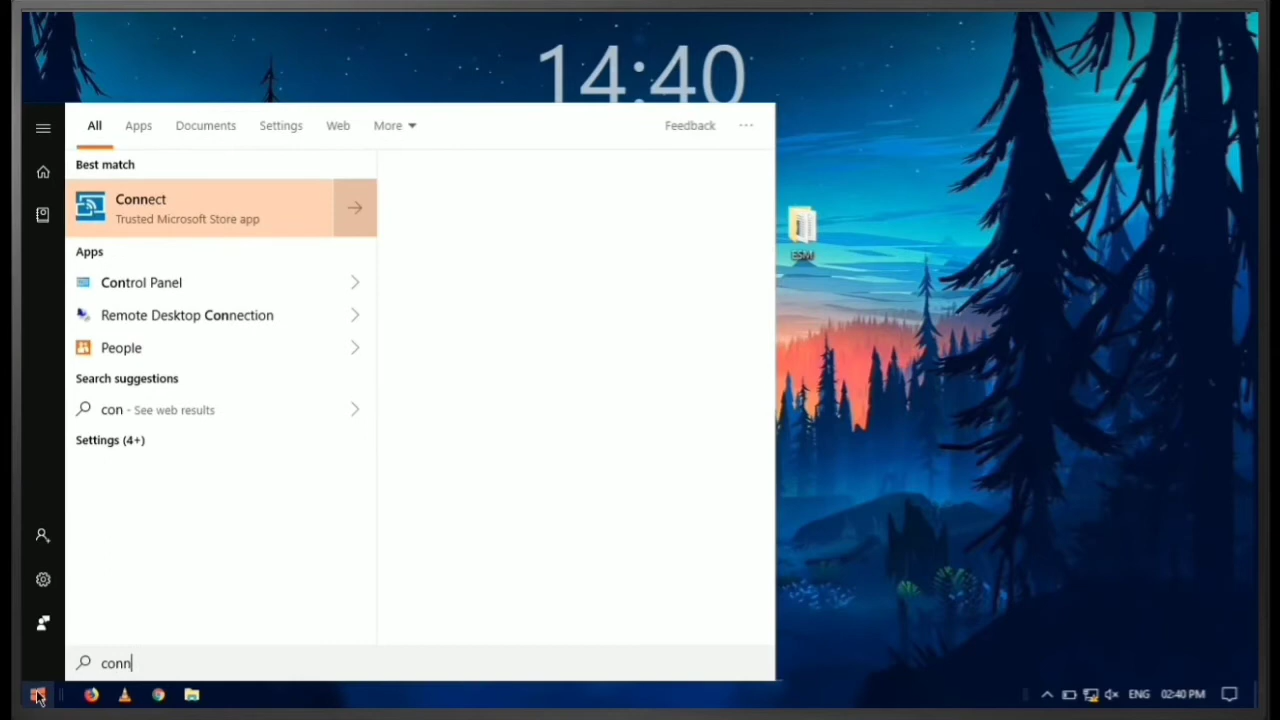 14:40
All Apps Documents Settings Web More Feedback ...
Best match
Connect
Trusted Microsoft Store app
Apps
Control Panel
Remote Desktop Connection
People
Search suggestions
con - See web results
Settings (4+)
ESM
conn
ENG 02:40 PM